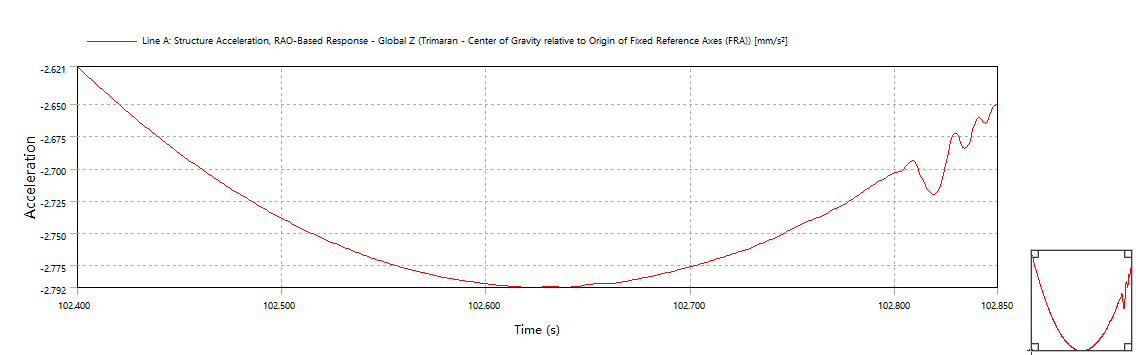 Line A: Structure Acceleration, RAO-Based Response - Global Z (Trimaran - Center of Gravity relative to Origin of Fixed Reference Axes (FRA)) [mm/s²]
Acceleration
-2.621
-2.650
-2.675
-2.700
-2.725
-2.750
-2.775
-2.792
102.400 102.500 102.600 102.700 102.800 102.850
Time (s)